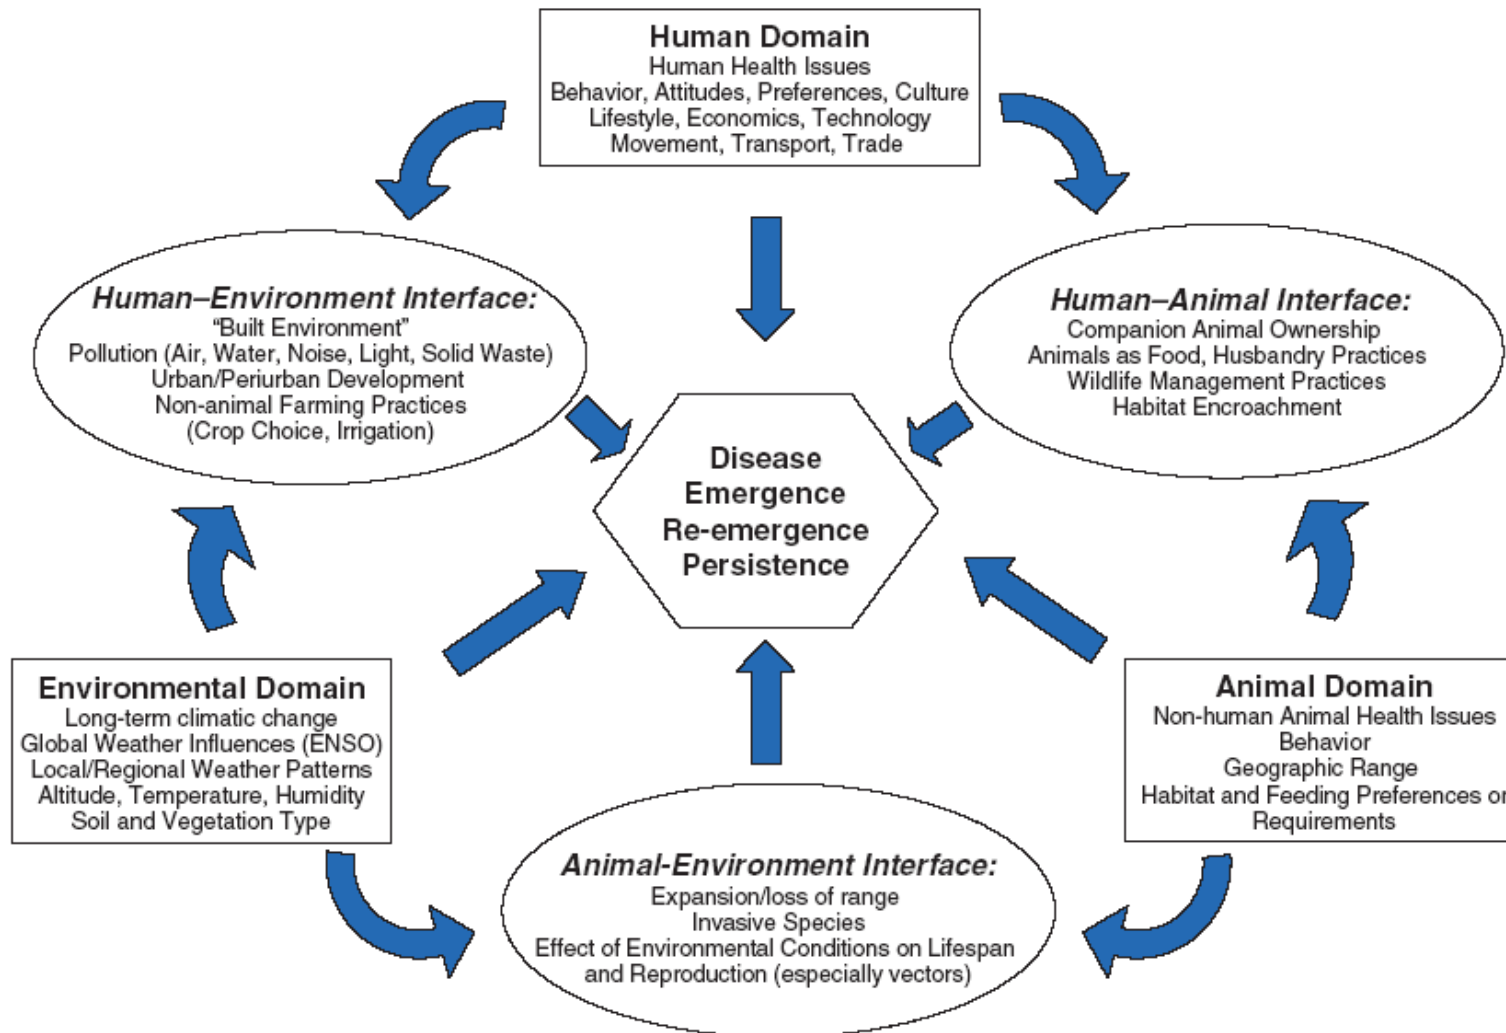 Human Domain
Human Health Issues
Behavior, Attitudes, Preferences, Culture
Lifestyle, Economics, Technology
Movement, Transport, Trade
Human–Environment Interface:
“Built Environment”
Pollution (Air, Water, Noise, Light, Solid Waste)
Urban/Periurban Development
Non-animal Farming Practices
(Crop Choice, Irrigation)
Human–Animal Interface:
Companion Animal Ownership
Animals as Food, Husbandry Practices
Wildlife Management Practices
Habitat Encroachment
Disease
Emergence
Re-emergence
Persistence
Environmental Domain
Long-term climatic change
Global Weather Influences (ENSO)
Local/Regional Weather Patterns
Altitude, Temperature, Humidity
Soil and Vegetation Type
Animal Domain
Non-human Animal Health Issues
Behavior
Geographic Range
Habitat and Feeding Preferences or
Requirements
Animal-Environment Interface:
Expansion/loss of range
Invasive Species
Effect of Environmental Conditions on Lifespan
and Reproduction (especially vectors)